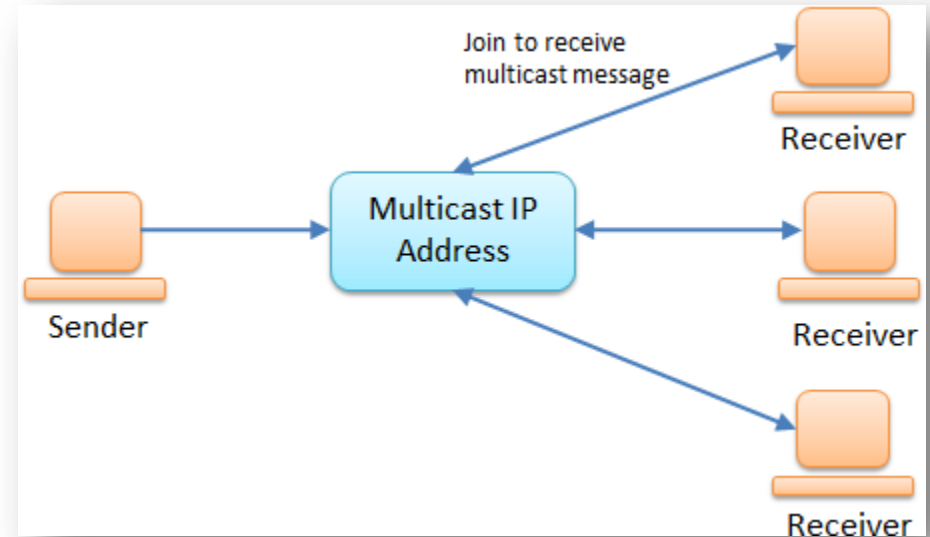 Join to receive
multicast message
Receiver
Multicast IP
Address
Sender
Receiver
Receiver